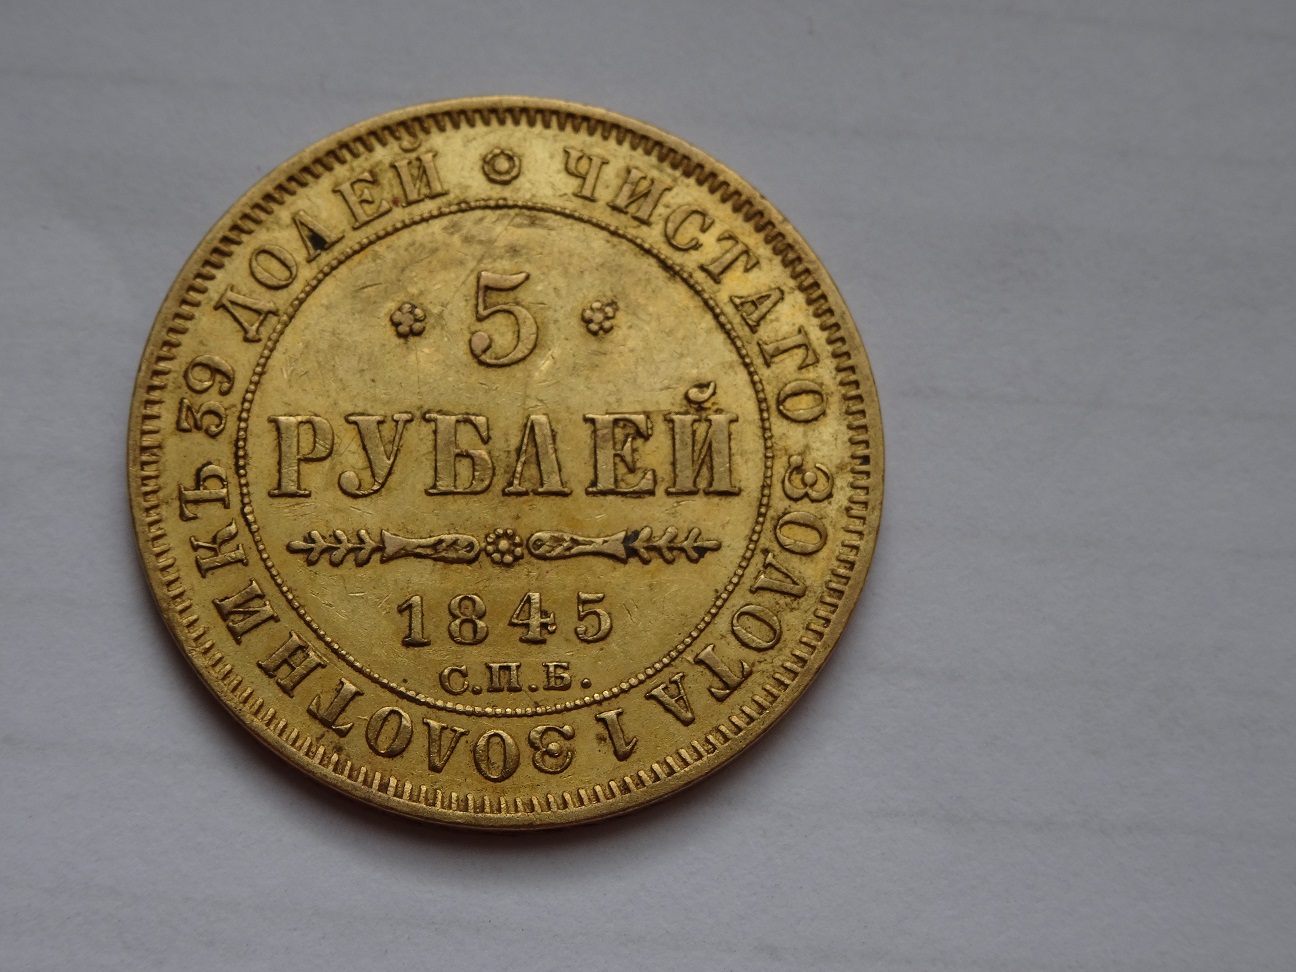 ЧИСТАГО ЗОЛОТА 1 ЗОЛОТНИКЪ 39 ДОЛЕЙ
5
РУБЛЕЙ
1845
С.П.Б.